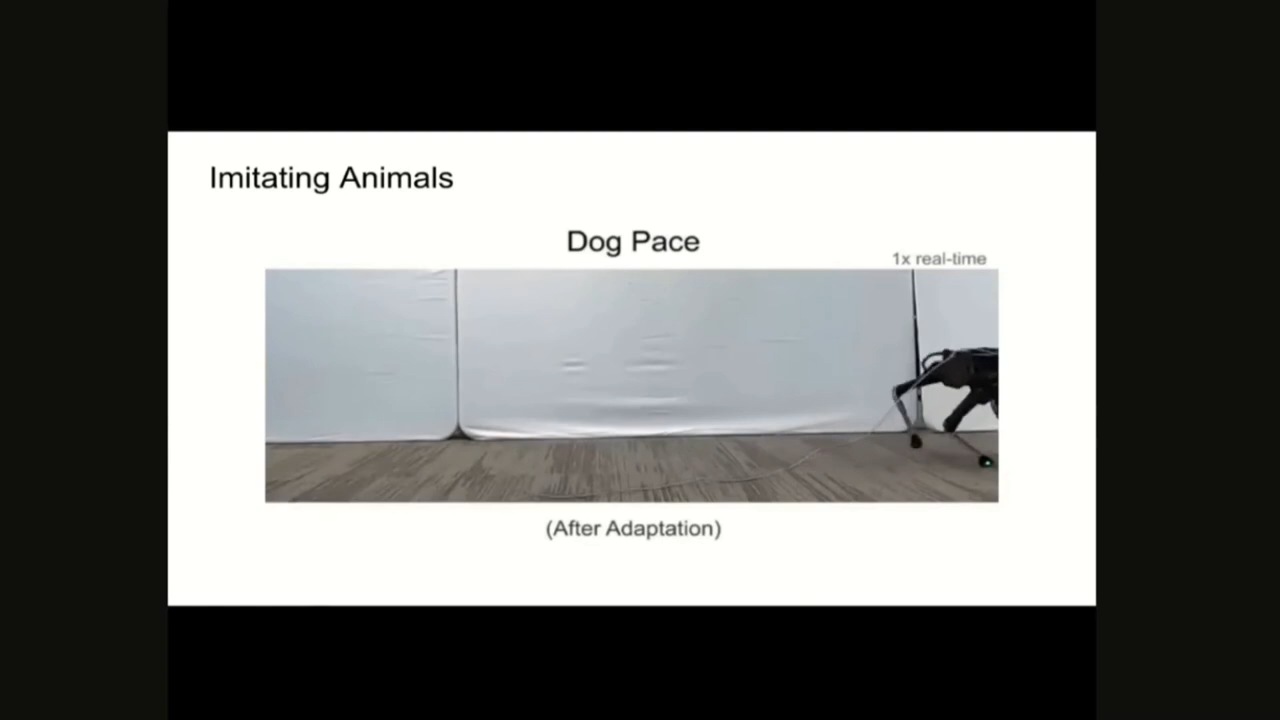 Imitating Animals
Dog Pace
1x real-time
(After Adaptation)